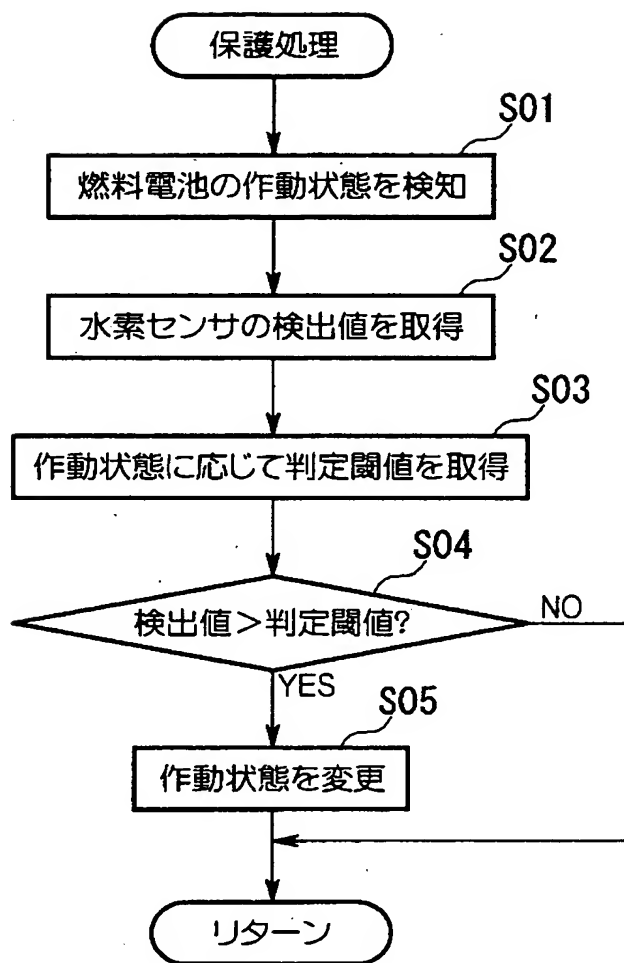 保護処理
S01
燃料電池の作動状態を検知
S02
水素センサの検出値を取得
S03
作動状態に応じて判定閾値を取得
S04
検出値＞判定閾値?
NO
YES
S05
作動状態を変更
リターン